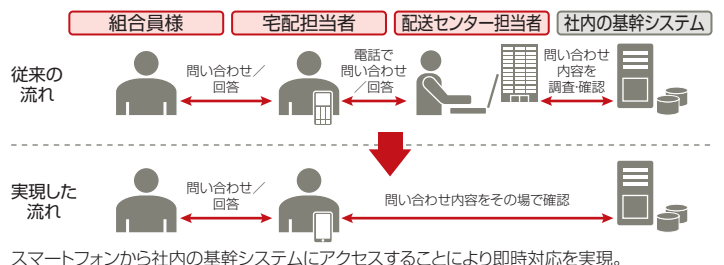 組合員様
宅配担当者
配送センター担当者
社内の基幹システム
従来の
流れ
問い合わせ／
回答
電話で
問い合わせ
／回答
問い合わせ
内容を
調査・確認
実現した
流れ
問い合わせ／
回答
問い合わせ内容をその場で確認
スマートフォンから社内の基幹システムにアクセスすることにより即時対応を実現。